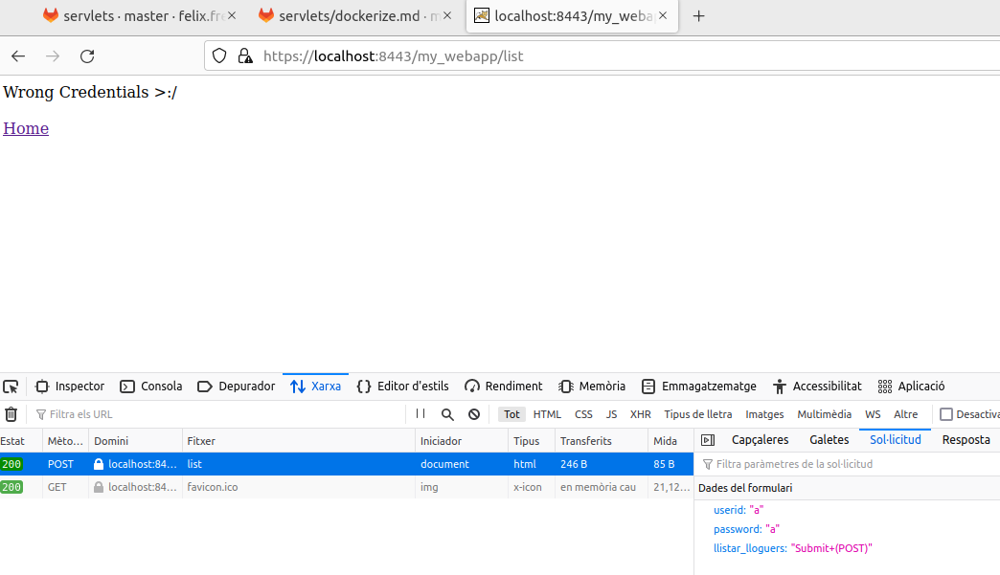 servlets · master · felix.fre
servlets/dockerize.md · m
localhost:8443/my_weba
https://localhost:8443/my_webapp/list
Wrong Credentials >:/
Home
Inspector Consola Depurador Xarxa Editor d'estils Rendiment Memòria Emmagatzematge Accessibilitat Aplicació
Filtra els URL Tot HTML CSS JS XHR Tipus de lletra Imatges Multimèdia WS Altre Desactiva
Estat Mèto... Domini Fitxer Iniciador Tipus Transferits Mida Capçaleres Galetes Sol·licitud Resposta
200 POST localhost:84... list document html 246 B 85 B Filtra paràmetres de la sol·licitud
200 GET localhost:84... favicon.ico img x-icon en memòria cau 21,12... Dades del formulari
userid: "a"
password: "a"
llistar_lloguers: "Submit+(POST)"